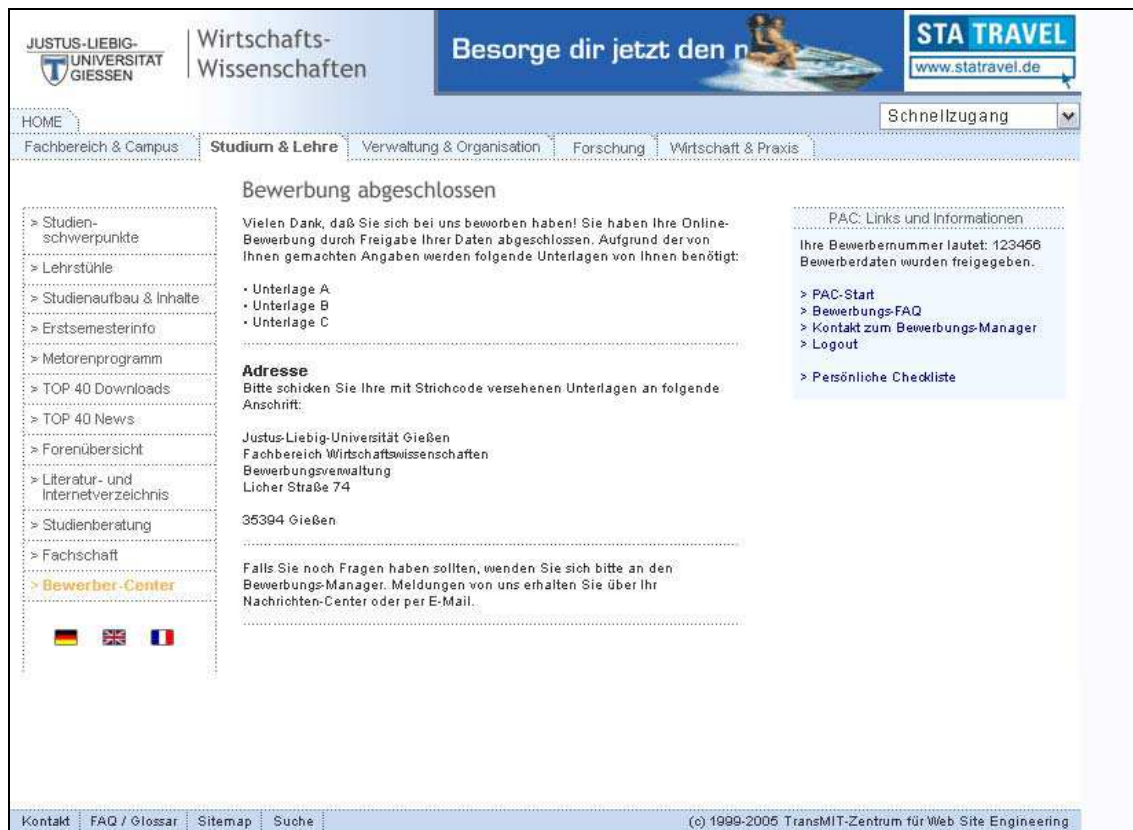 JUSTUS-LIEBIG-
UNIVERSITAT
GIESSEN
Wirtschafts-
Wissenschaften
Besorge dir jetzt den n
STA TRAVEL
www.statravel.de
HOME
Schnellzugang
Fachbereich & Campus
Studium & Lehre
Verwaltung & Organisation
Forschung
Wirtschaft & Praxis
Bewerbung abgeschlossen
> Studien-
schwerpunkte
> Lehrstühle
> Studienaufbau & Inhalte
> Erstsemesterinfo
> Metorenprogramm
> TOP 40 Downloads
> TOP 40 News
> Forenübersicht
> Literatur- und
Internetverzeichnis
> Studienberatung
> Fachschaft
> Bewerber-Center
Vielen Dank, daß Sie sich bei uns beworben haben! Sie haben Ihre Online-
Bewerbung durch Freigabe Ihrer Daten abgeschlossen. Aufgrund der von
Ihnen gemachten Angaben werden folgende Unterlagen von Ihnen benötigt:
• Unterlage A
• Unterlage B
• Unterlage C
Adresse
Bitte schicken Sie Ihre mit Strichcode versehenen Unterlagen an folgende
Anschrift:
Justus-Liebig-Universität Gießen
Fachbereich Wirtschaftswissenschaften
Bewerbungsverwaltung
Licher Straße 74
35394 Gießen
Falls Sie noch Fragen haben sollten, wenden Sie sich bitte an den
Bewerbungs-Manager. Meldungen von uns erhalten Sie über Ihr
Nachrichten-Center oder per E-Mail.
PAC: Links und Informationen
Ihre Bewerbernummer lautet: 123456
Bewerberdaten wurden freigegeben.
> PAC-Start
> Bewerbungs-FAQ
> Kontakt zum Bewerbungs-Manager
> Logout
> Persönliche Checkliste
Kontakt
FAQ / Glossar
Sitemap
Suche
(c) 1999-2005 TransMIT-Zentrum für Web Site Engineering